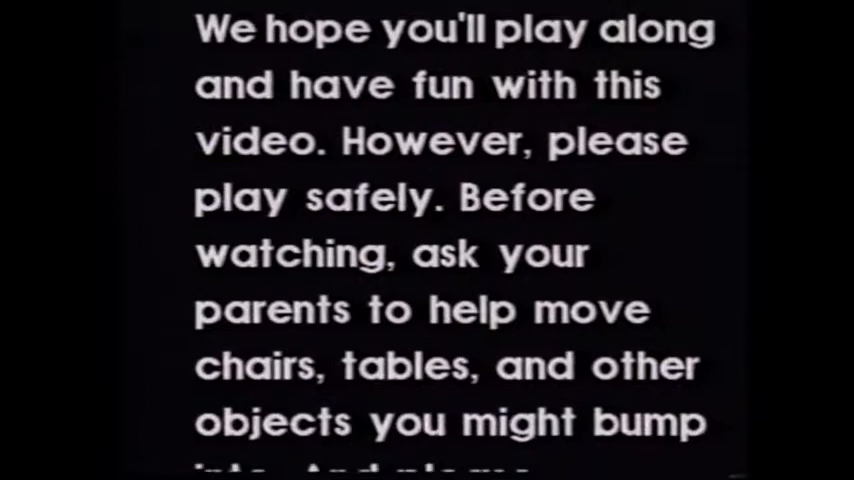 We hope you'll play along
and have fun with this
video. However, please
play safely. Before
watching, ask your
parents to help move
chairs, tables, and other
objects you might bump